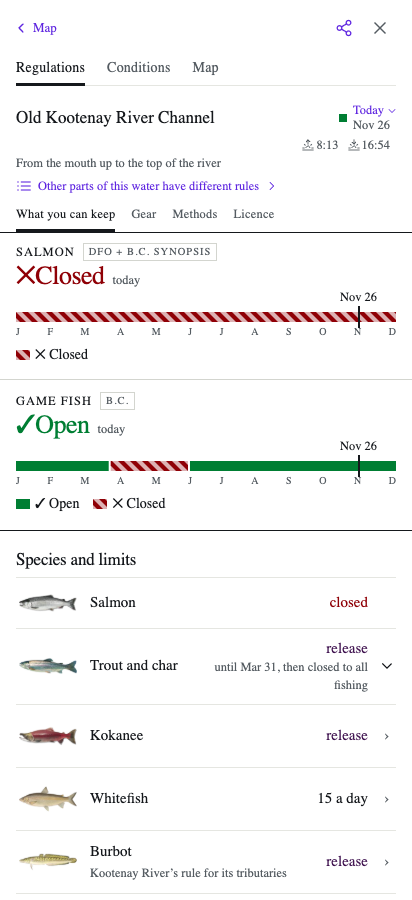 Map
Regulations Conditions Map
Old Kootenay River Channel
Today
Nov 26
8:13 16:54
From the mouth up to the top of the river
Other parts of this water have different rules
What you can keep Gear Methods Licence
SALMON DFO + B.C. SYNOPSIS
✕Closed today
Nov 26
J F M A M J J A S O N D
✕ Closed
GAME FISH B.C.
✓Open today
Nov 26
J F M A M J J A S O N D
✓ Open ✕ Closed
Species and limits
Salmon closed
Trout and char release
until Mar 31, then closed to all
fishing
Kokanee release
Whitefish 15 a day
Burbot release
Kootenay River’s rule for its tributaries